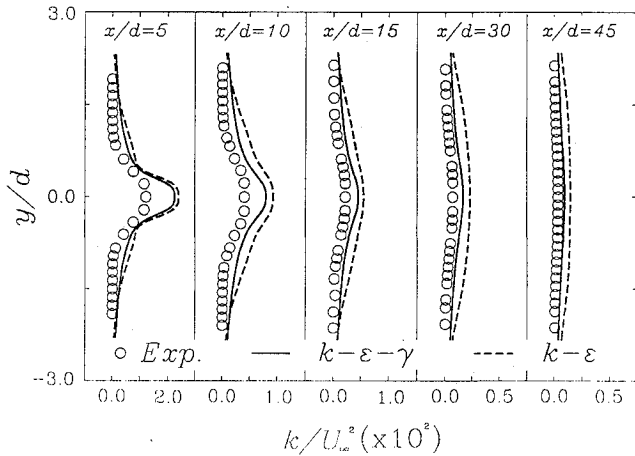 3.0
x/d=5 x/d=10 x/d=15 x/d=30 x/d=45
y/d
0.0
Exp. k-ε-γ k-ε
-3.0
0.0 2.0 0.0 1.0 0.0 0.5 0.0 0.5 0.0 0.5
k/U∞² (x10²)